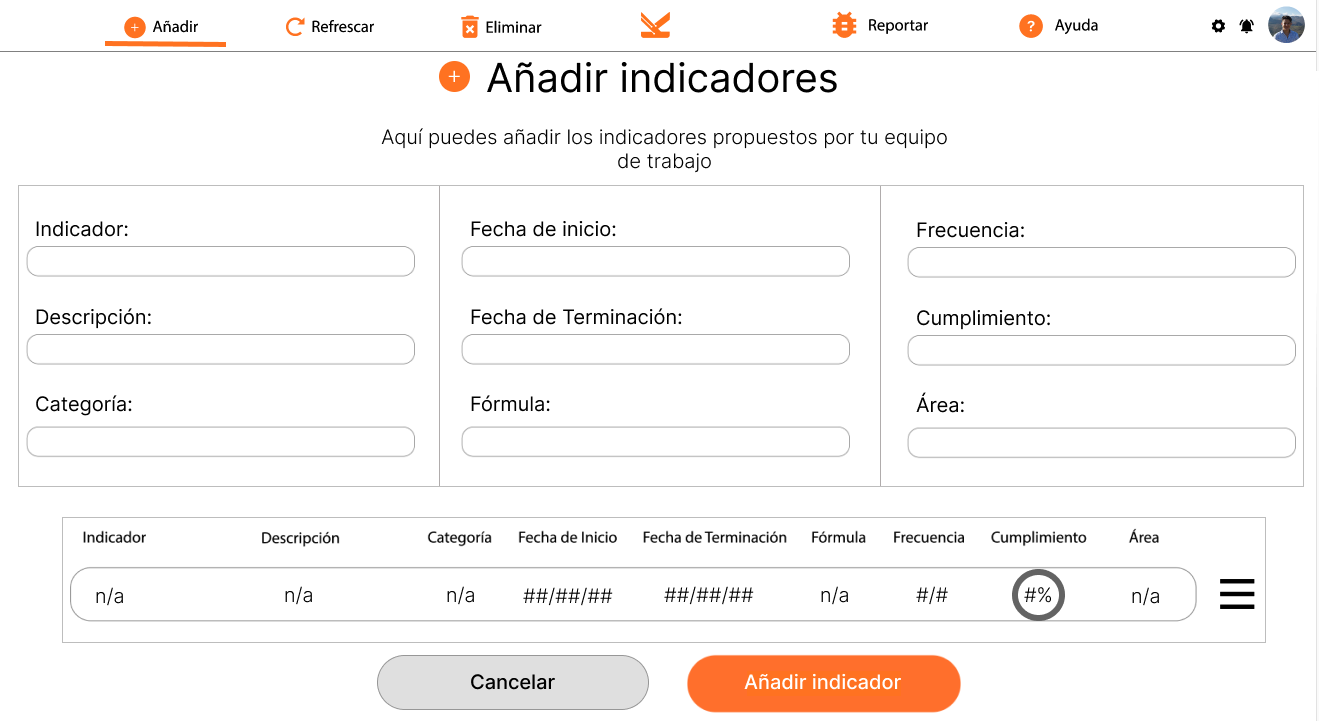 Añadir Refrescar Eliminar Reportar Ayuda
Añadir indicadores
Aquí puedes añadir los indicadores propuestos por tu equipo
de trabajo
Indicador: Fecha de inicio: Frecuencia:
Descripción: Fecha de Terminación: Cumplimiento:
Categoría: Fórmula: Área:
Indicador Descripción Categoría Fecha de Inicio Fecha de Terminación Fórmula Frecuencia Cumplimiento Área
n/a n/a n/a ##/##/## ##/##/## n/a #/# #% n/a
Cancelar Añadir indicador